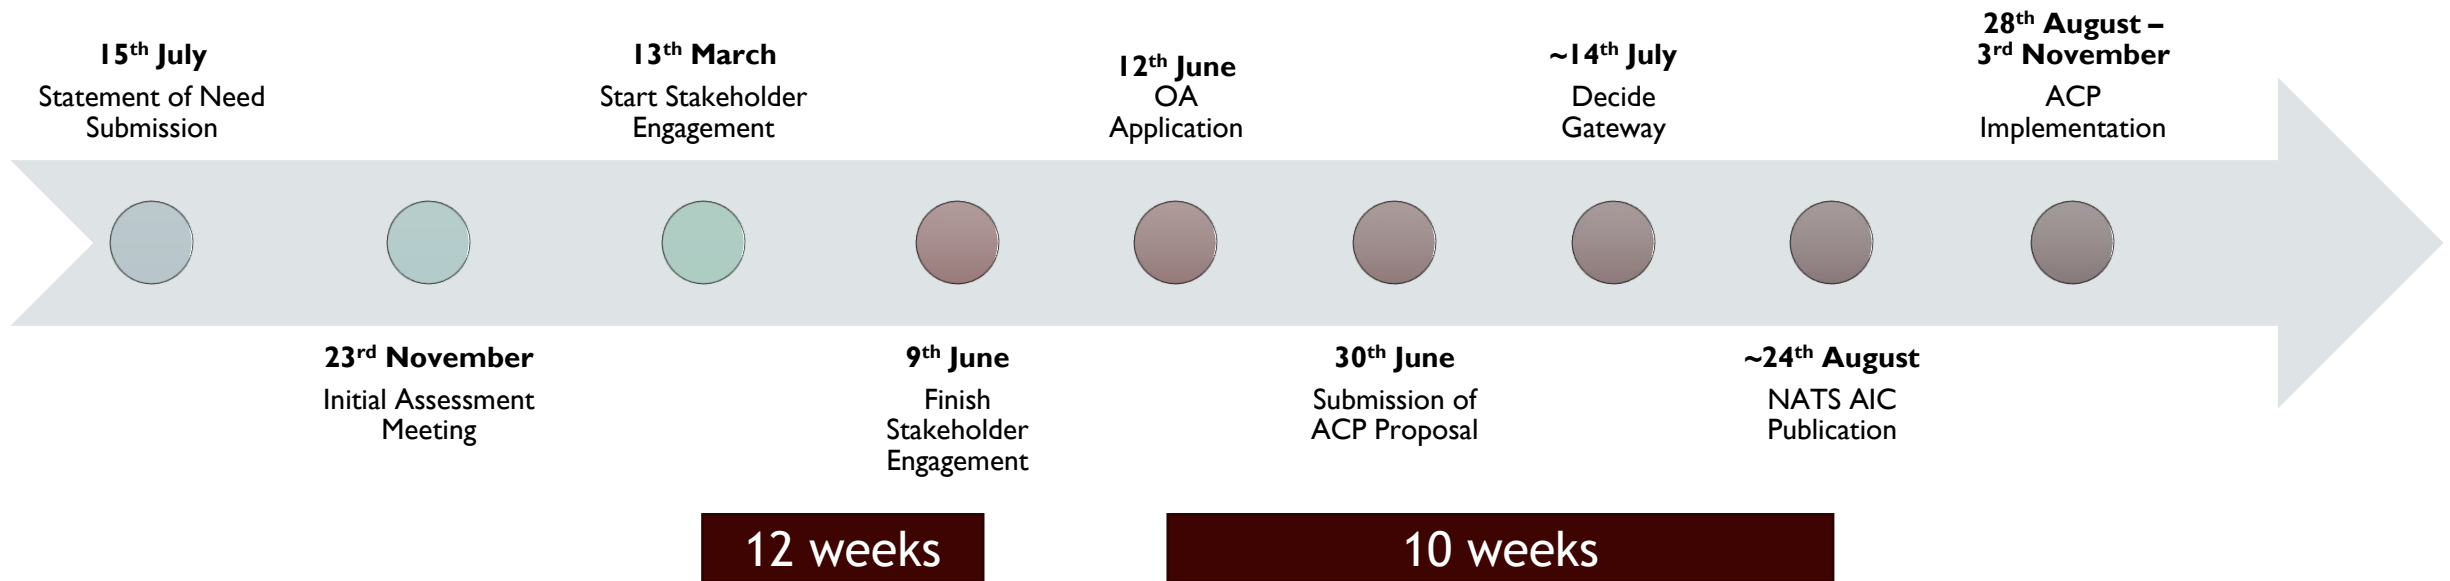 15th July
Statement of Need
Submission
23rd November
Initial Assessment
Meeting
13th March
Start Stakeholder
Engagement
9th June
Finish
Stakeholder
Engagement
12th June
OA
Application
30th June
Submission of
ACP Proposal
~14th July
Decide
Gateway
~24th August
NATS AIC
Publication
28th August –
3rd November
ACP
Implementation
12 weeks
10 weeks